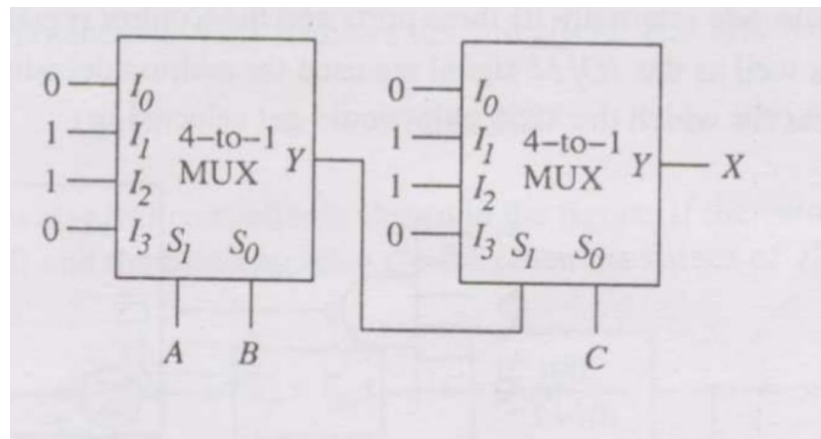 0 I0
1 I1
1 I2
0 I3
4–to–1
MUX
Y
S1 S0
A B
0 I0
1 I1
1 I2
0 I3
4–to–1
MUX
Y X
S1 S0
C